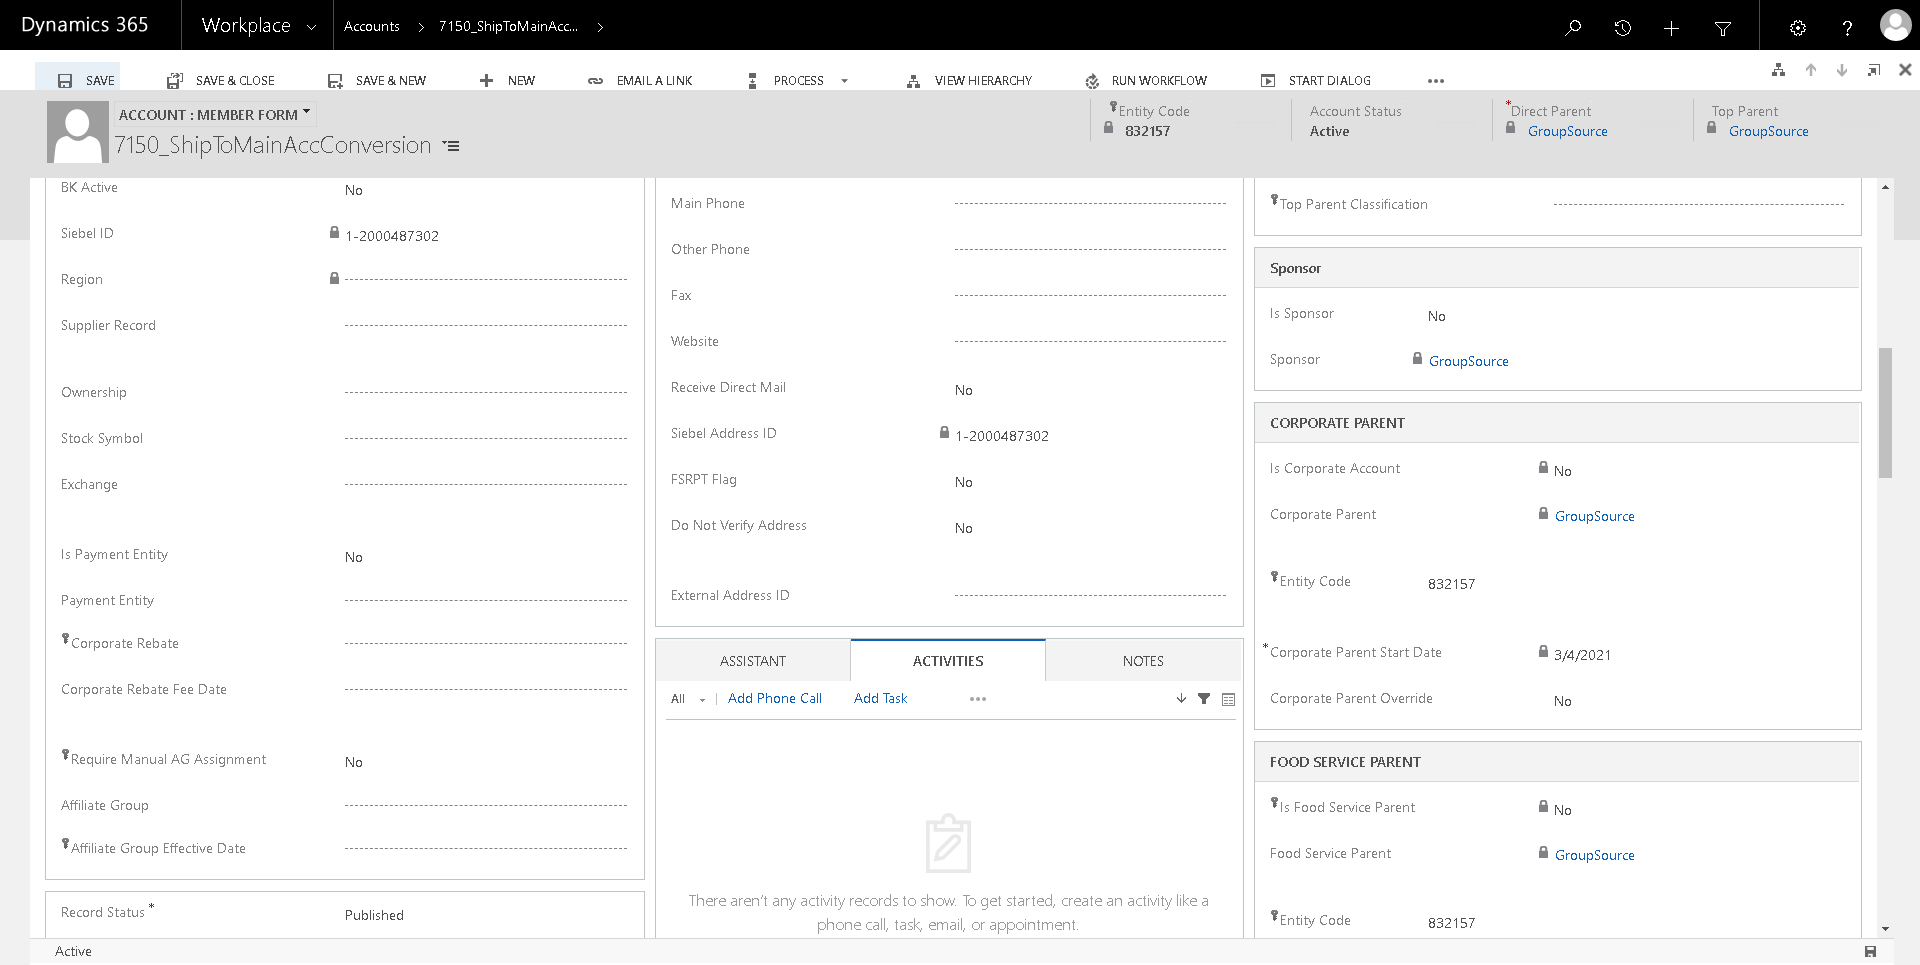 Dynamics 365
Workplace
Accounts
7150_ShipToMainAcc...
SAVE
SAVE & CLOSE
SAVE & NEW
NEW
EMAIL A LINK
PROCESS
VIEW HIERARCHY
RUN WORKFLOW
START DIALOG
ACCOUNT : MEMBER FORM
7150_ShipToMainAccConversion
Entity Code
832157
Account Status
Active
*Direct Parent
GroupSource
Top Parent
GroupSource
BK Active No
Siebel ID 1-2000487302
Region
Supplier Record
Ownership
Stock Symbol
Exchange
Is Payment Entity No
Payment Entity
Corporate Rebate
Corporate Rebate Fee Date
Require Manual AG Assignment No
Affiliate Group
Affiliate Group Effective Date
Record Status * Published
Main Phone
Other Phone
Fax
Website
Receive Direct Mail No
Siebel Address ID 1-2000487302
FSRPT Flag No
Do Not Verify Address No
External Address ID
ASSISTANT ACTIVITIES NOTES
All Add Phone Call Add Task
There aren't any activity records to show. To get started, create an activity like a
phone call, task, email, or appointment.
Top Parent Classification
Sponsor
Is Sponsor No
Sponsor GroupSource
CORPORATE PARENT
Is Corporate Account No
Corporate Parent GroupSource
Entity Code 832157
*Corporate Parent Start Date 3/4/2021
Corporate Parent Override No
FOOD SERVICE PARENT
Is Food Service Parent No
Food Service Parent GroupSource
Entity Code 832157
Active